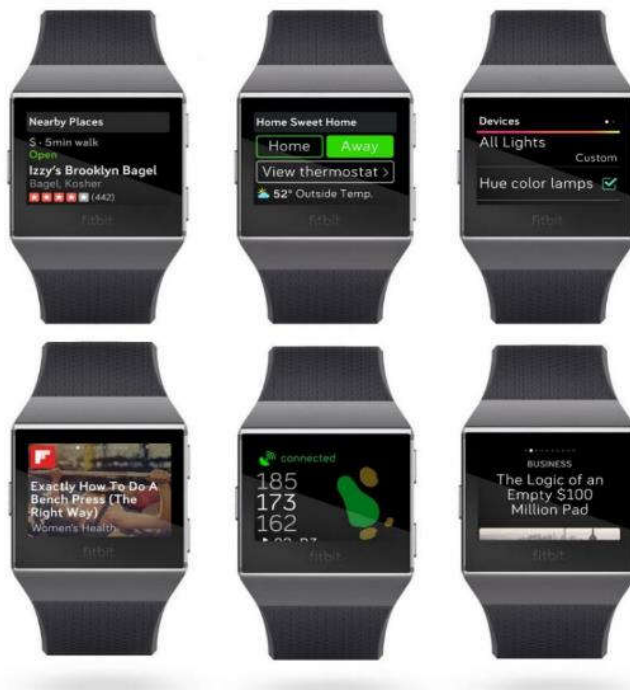 Nearby Places
$ · 5min walk
Open
Izzy's Brooklyn Bagel
Bagel, Kosher
(442)
fitbit
Home Sweet Home
Home
Away
View thermostat >
52° Outside Temp.
fitbit
Devices
All Lights
Custom
Hue color lamps
fitbit
Exactly How To Do A
Bench Press (The
Right Way)
Women's Health
fitbit
connected
185
173
162
fitbit
BUSINESS
The Logic of an
Empty $100
Million Pad
fitbit